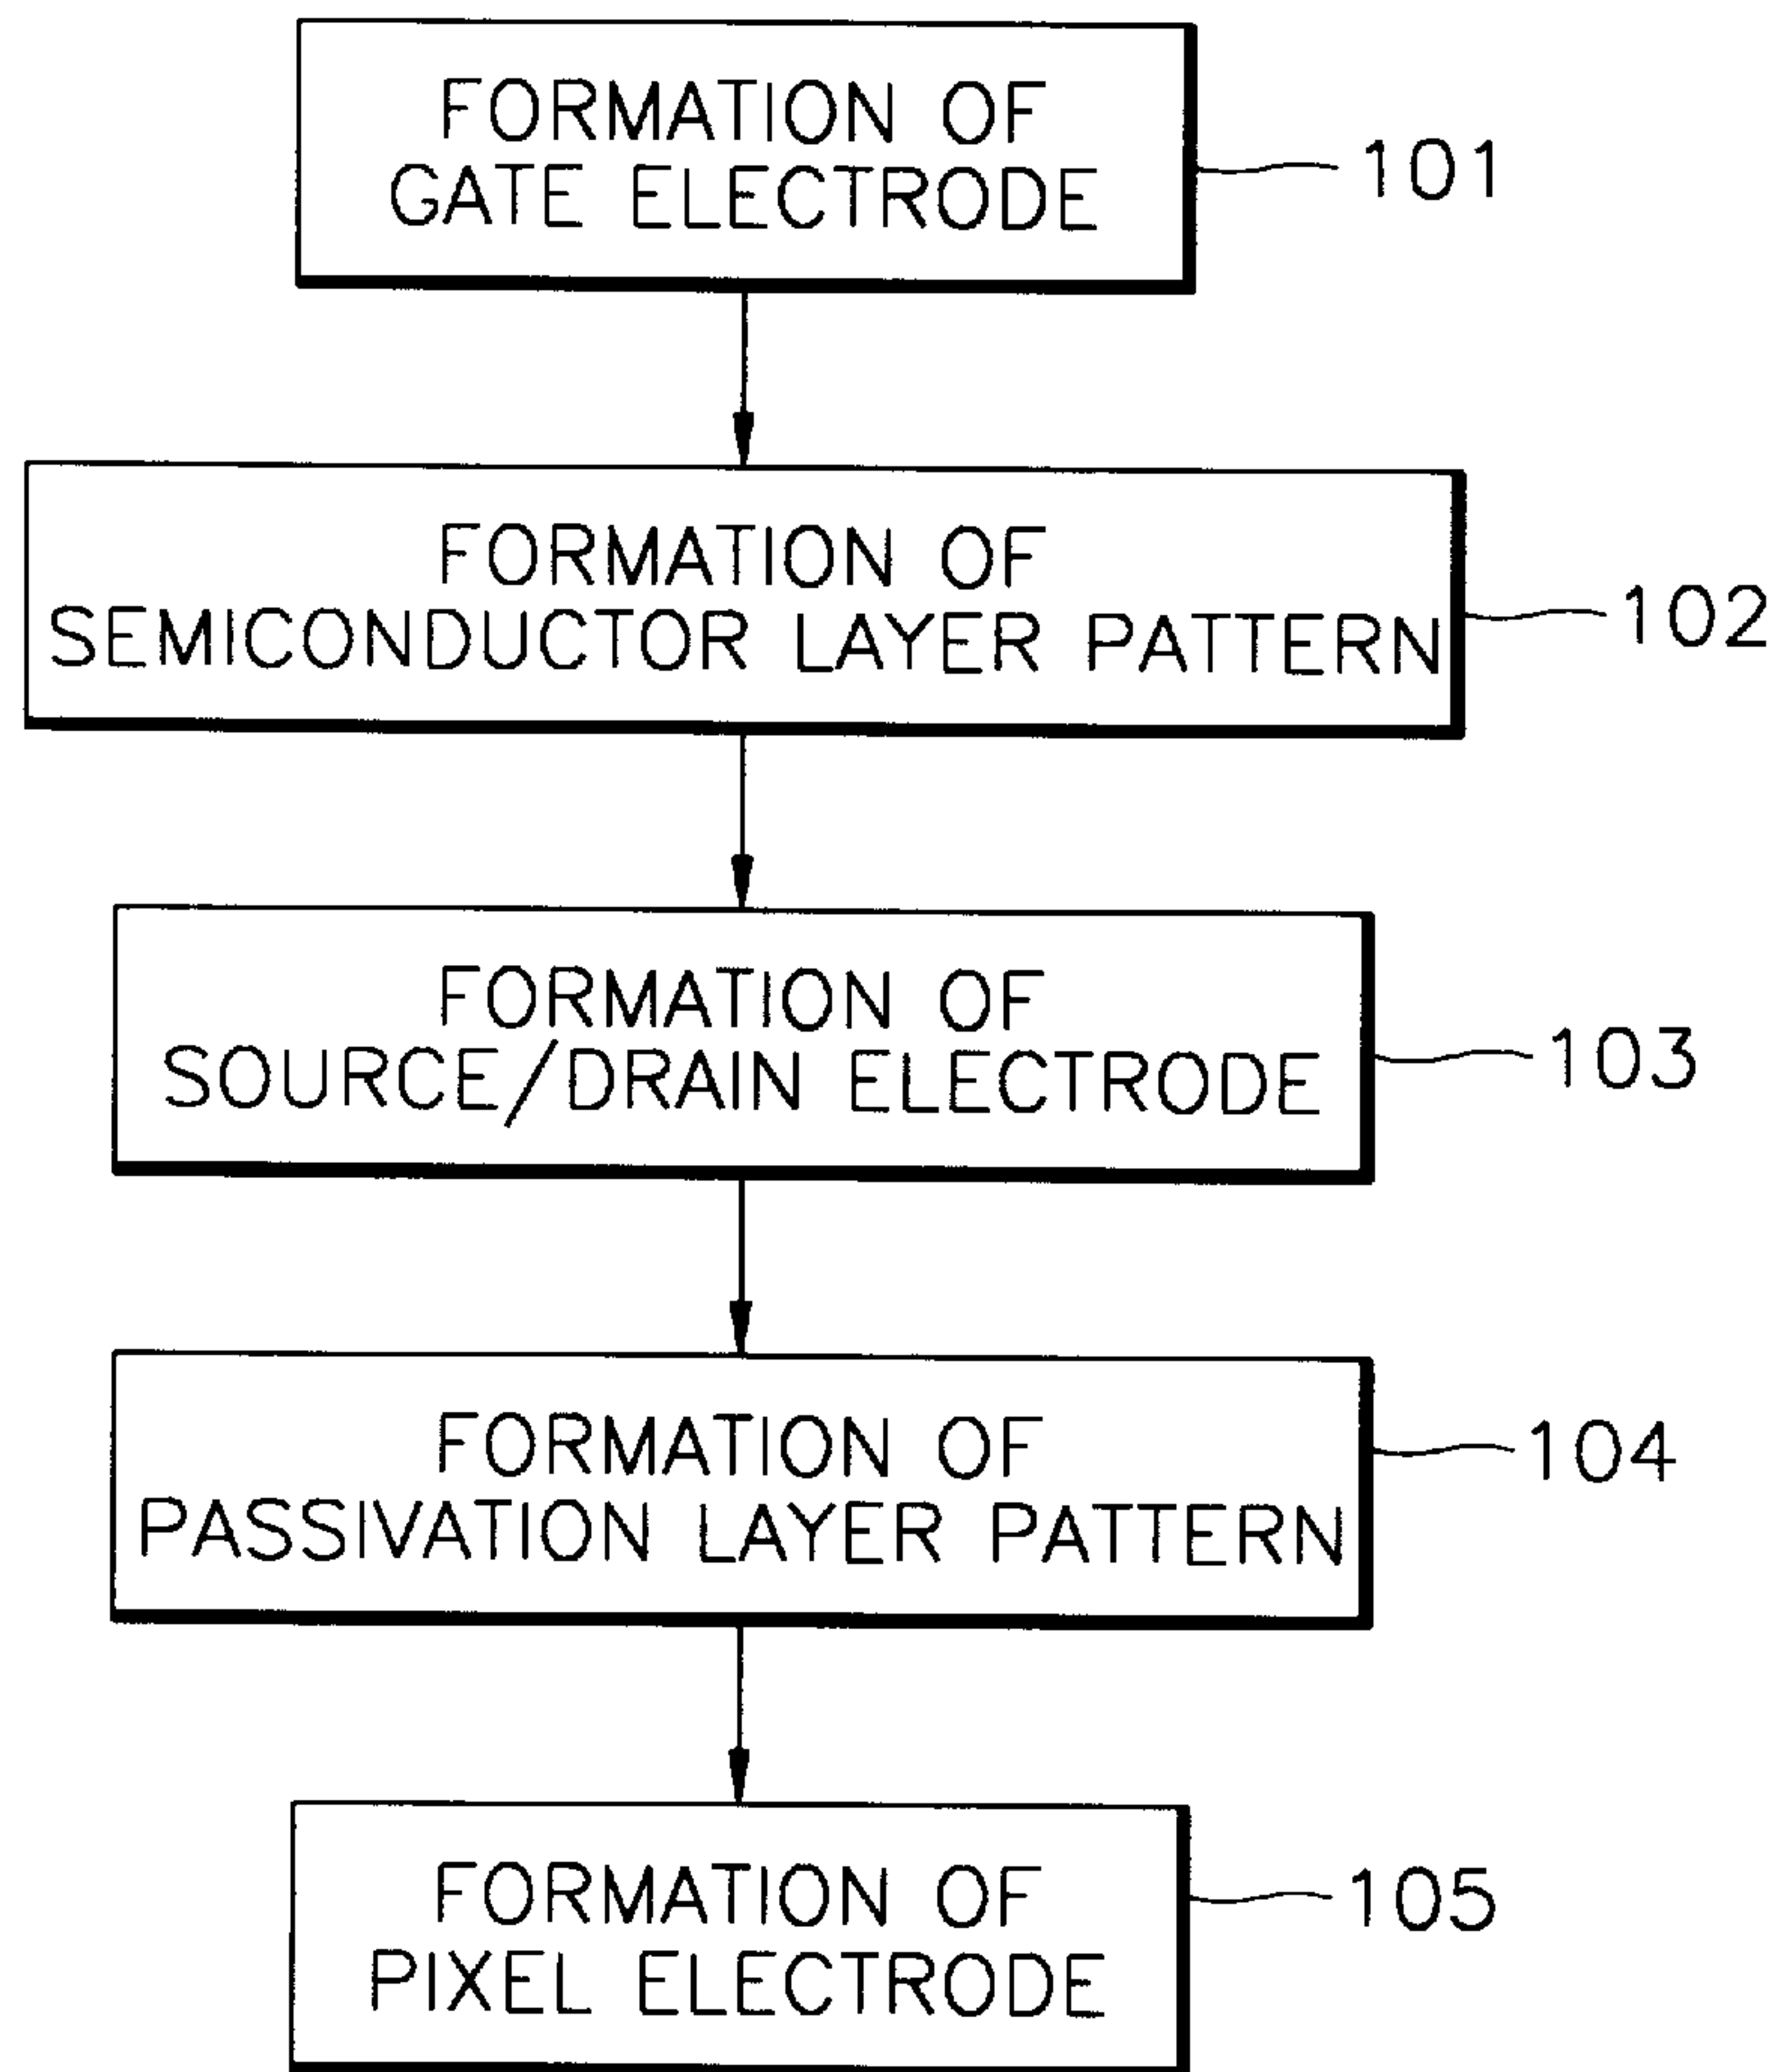 FORMATION OF
GATE ELECTRODE
101
FORMATION OF
SEMICONDUCTOR LAYER PATTERN
102
FORMATION OF
SOURCE/DRAIN ELECTRODE
103
FORMATION OF
PASSIVATION LAYER PATTERN
104
FORMATION OF
PIXEL ELECTRODE
105